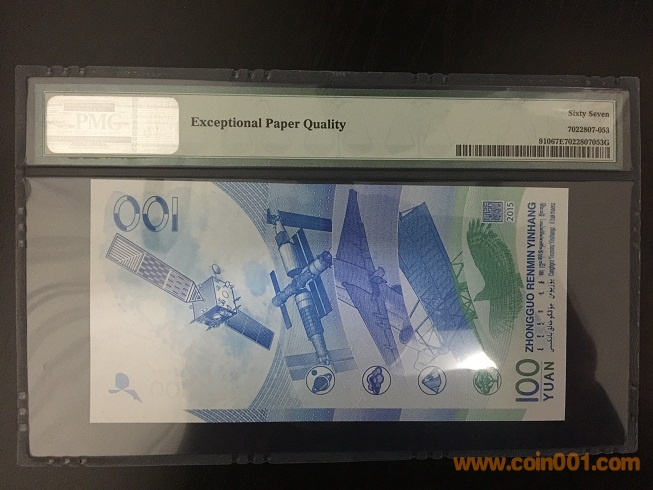 PMG
Exceptional Paper Quality
Sixty Seven
7022807-053
91067E7022807053G
100
2015
100
YUAN
ZHONGGUO RENMIN YINHANG
www.coin001.com